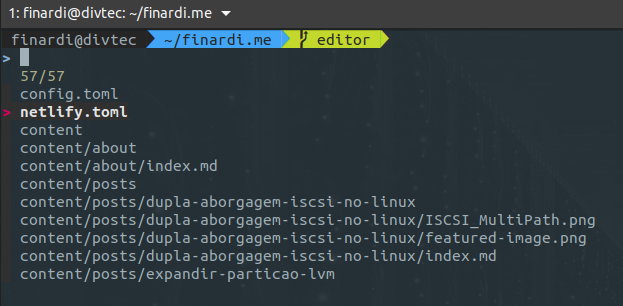 1: finardi@divtec: ~/finardi.me
finardi@divtec ~/finardi.me editor
>
57/57
config.toml
> netlify.toml
content
content/about
content/about/index.md
content/posts
content/posts/dupla-aborgagem-iscsi-no-linux
content/posts/dupla-aborgagem-iscsi-no-linux/ISCSI_MultiPath.png
content/posts/dupla-aborgagem-iscsi-no-linux/featured-image.png
content/posts/dupla-aborgagem-iscsi-no-linux/index.md
content/posts/expandir-particao-lvm